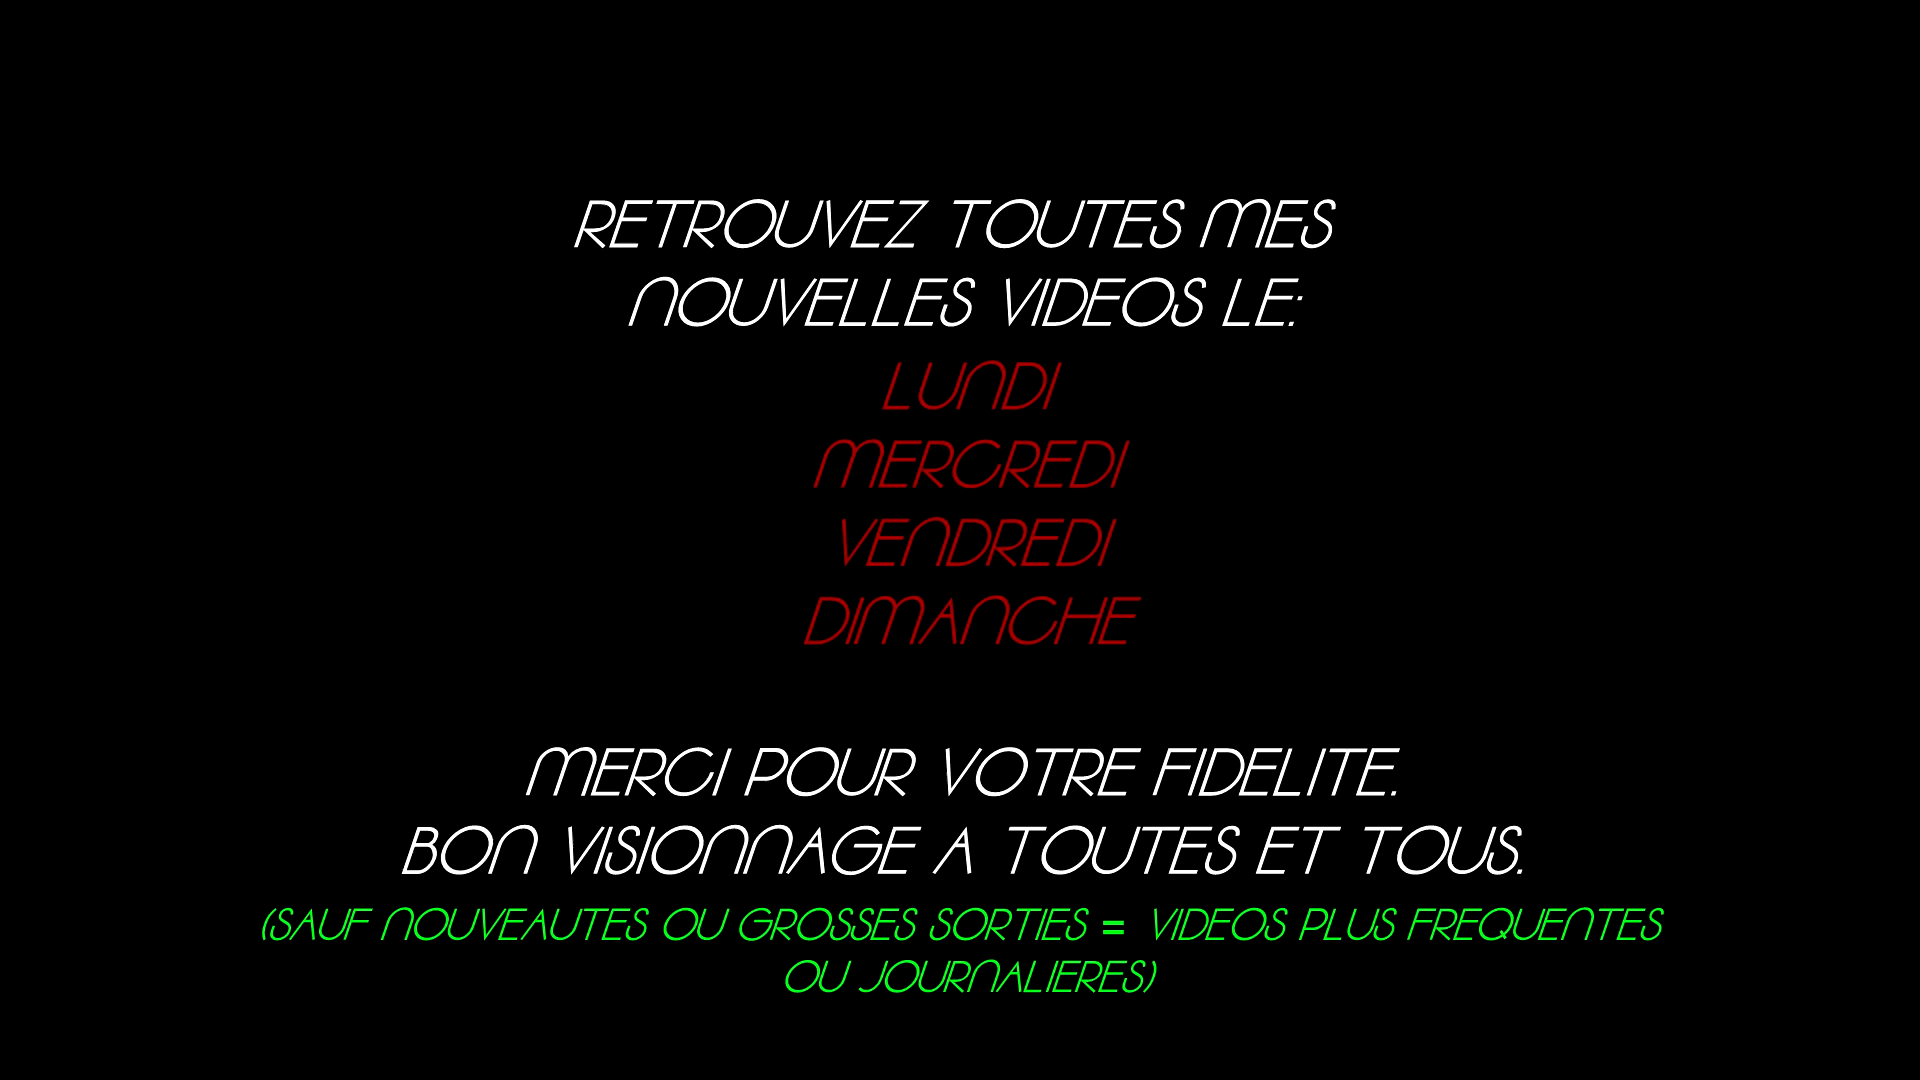 RETROUVEZ TOUTES MES
NOUVELLES VIDEOS LE:
LUNDI
MERCREDI
VENDREDI
DIMANCHE
MERCI POUR VOTRE FIDELITE.
BON VISIONNAGE A TOUTES ET TOUS.
(SAUF NOUVEAUTES OU GROSSES SORTIES = VIDEOS PLUS FREQUENTES
OU JOURNALIERES)